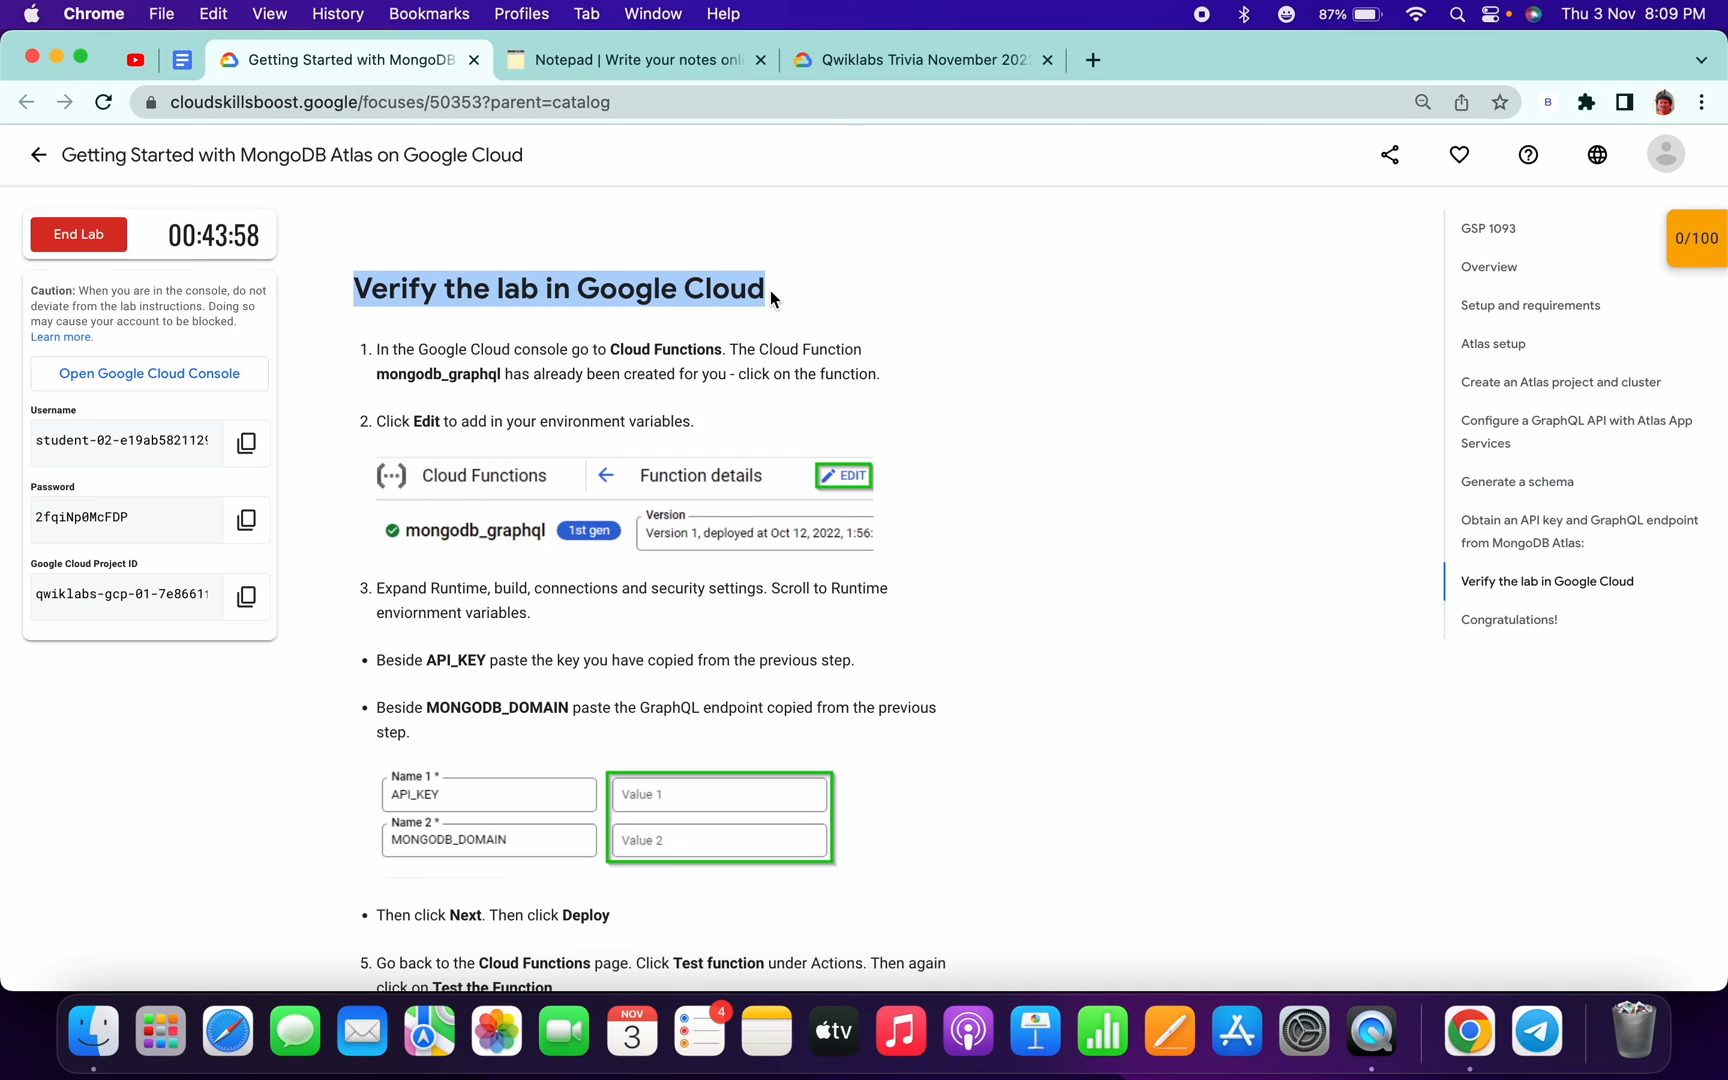 Chrome File Edit View History Bookmarks Profiles Tab Window Help 87% Thu 3 Nov 8:09 PM
Getting Started with MongoDB Notepad | Write your notes onli Qwiklabs Trivia November 202
cloudskillsboost.google/focuses/50353?parent=catalog
B
Getting Started with MongoDB Atlas on Google Cloud
End Lab 00:43:58
Caution: When you are in the console, do not
deviate from the lab instructions. Doing so
may cause your account to be blocked.
Learn more.
Open Google Cloud Console
Username
student-02-e19ab5821129
Password
2fqiNp0McFDP
Google Cloud Project ID
qwiklabs-gcp-01-7e8661
Verify the lab in Google Cloud
1. In the Google Cloud console go to Cloud Functions. The Cloud Function
mongodb_graphql has already been created for you - click on the function.
2. Click Edit to add in your environment variables.
Cloud Functions Function details EDIT
mongodb_graphql 1st gen
Version
Version 1, deployed at Oct 12, 2022, 1:56:
3. Expand Runtime, build, connections and security settings. Scroll to Runtime
enviornment variables.
• Beside API_KEY paste the key you have copied from the previous step.
• Beside MONGODB_DOMAIN paste the GraphQL endpoint copied from the previous
step.
Name 1 *
API_KEY
Value 1
Name 2 *
MONGODB_DOMAIN
Value 2
• Then click Next. Then click Deploy
5. Go back to the Cloud Functions page. Click Test function under Actions. Then again
click on Test the Function
GSP 1093
Overview
Setup and requirements
Atlas setup
Create an Atlas project and cluster
Configure a GraphQL API with Atlas App
Services
Generate a schema
Obtain an API key and GraphQL endpoint
from MongoDB Atlas:
Verify the lab in Google Cloud
Congratulations!
0/100
NOV
3
4
tv